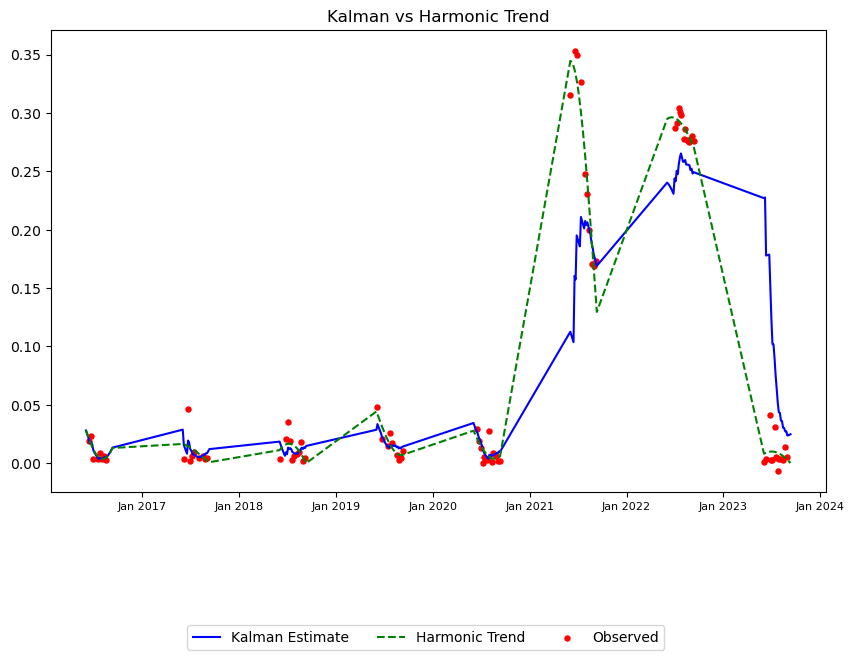 Kalman vs Harmonic Trend
0.35
0.30
0.25
0.20
0.15
0.10
0.05
0.00
Jan 2017 Jan 2018 Jan 2019 Jan 2020 Jan 2021 Jan 2022 Jan 2023 Jan 2024
Kalman Estimate Harmonic Trend Observed